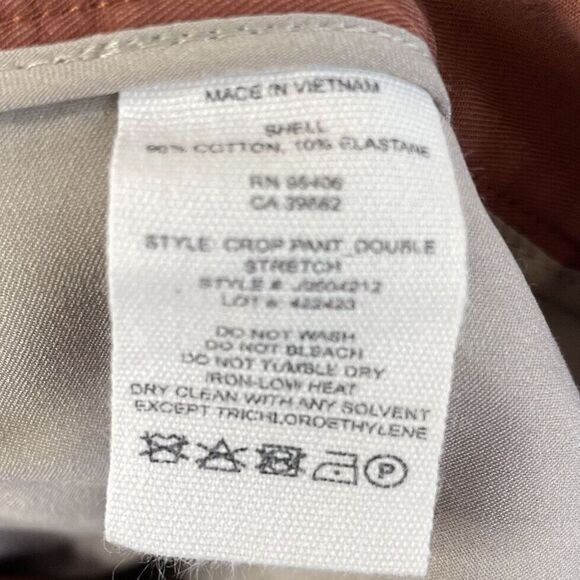 MADE IN VIETNAM
SHELL
90% COTTON, 10% ELASTANE
RN 95406
CA 39662
STYLE: CROP PANT_DOUBLE
STRETCH
STYLE #: J0604212
LOT #: 422423
DO NOT WASH
DO NOT BLEACH
DO NOT TUMBLE DRY
IRON-LOW HEAT
DRY CLEAN WITH ANY SOLVENT
EXCEPT TRICHLOROETHYLENE
P